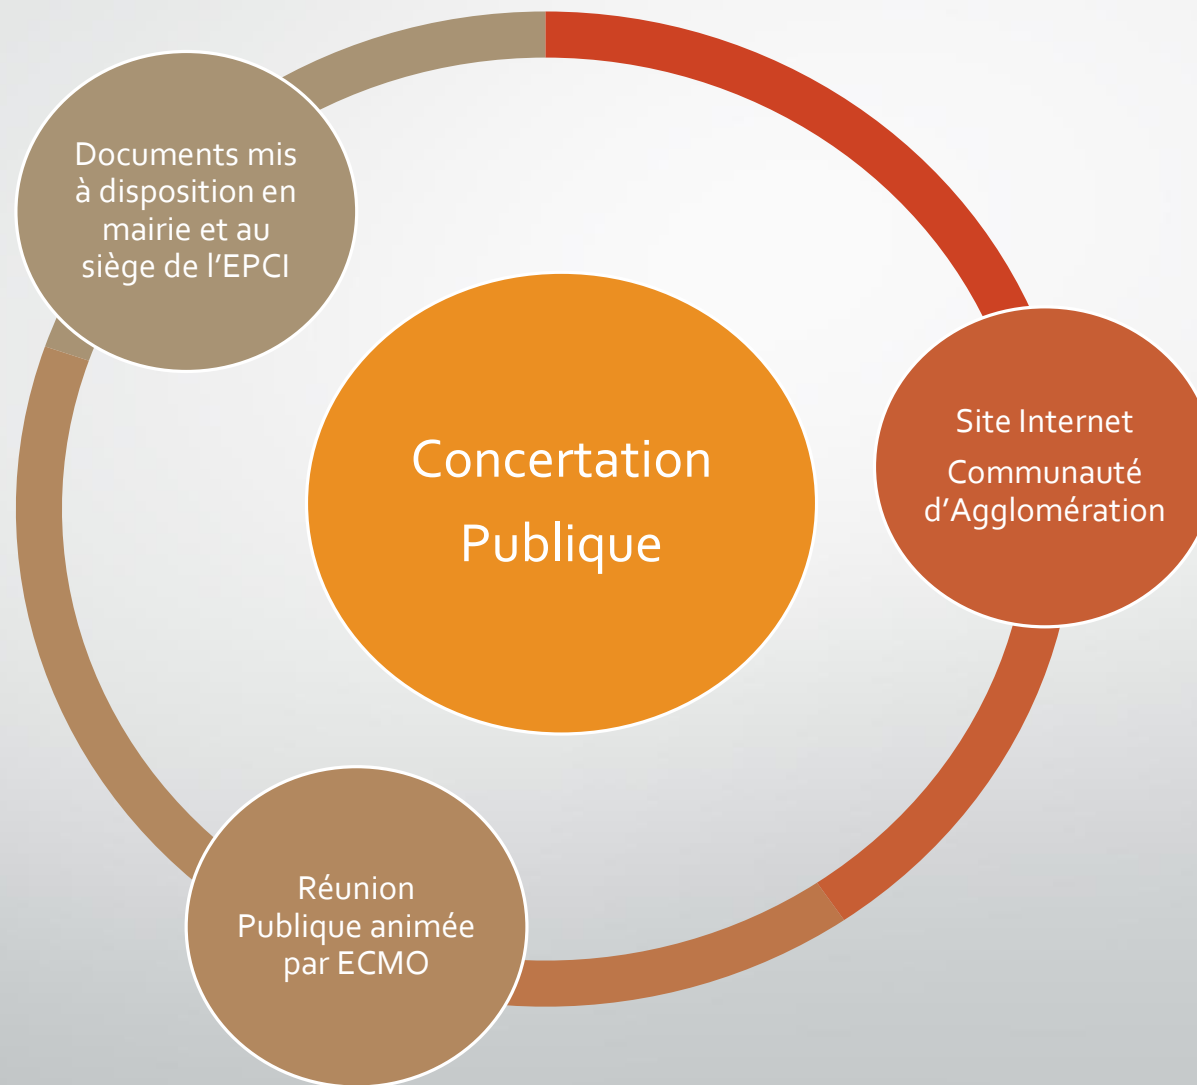 Documents mis
à disposition en
mairie et au
siège de l’EPCI
Concertation
Publique
Site Internet
Communauté
d’Agglomération
Réunion
Publique animée
par ECMO